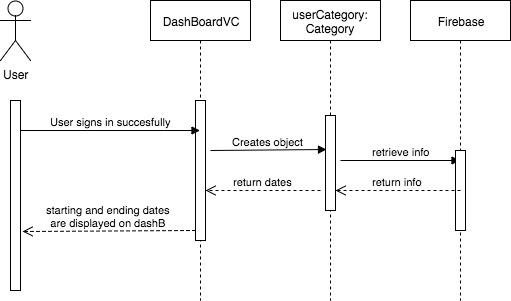 DashBoardVC
userCategory:
Category
Firebase
User
User signs in succesfully
Creates object
retrieve info
return dates
return info
starting and ending dates
are displayed on dashB